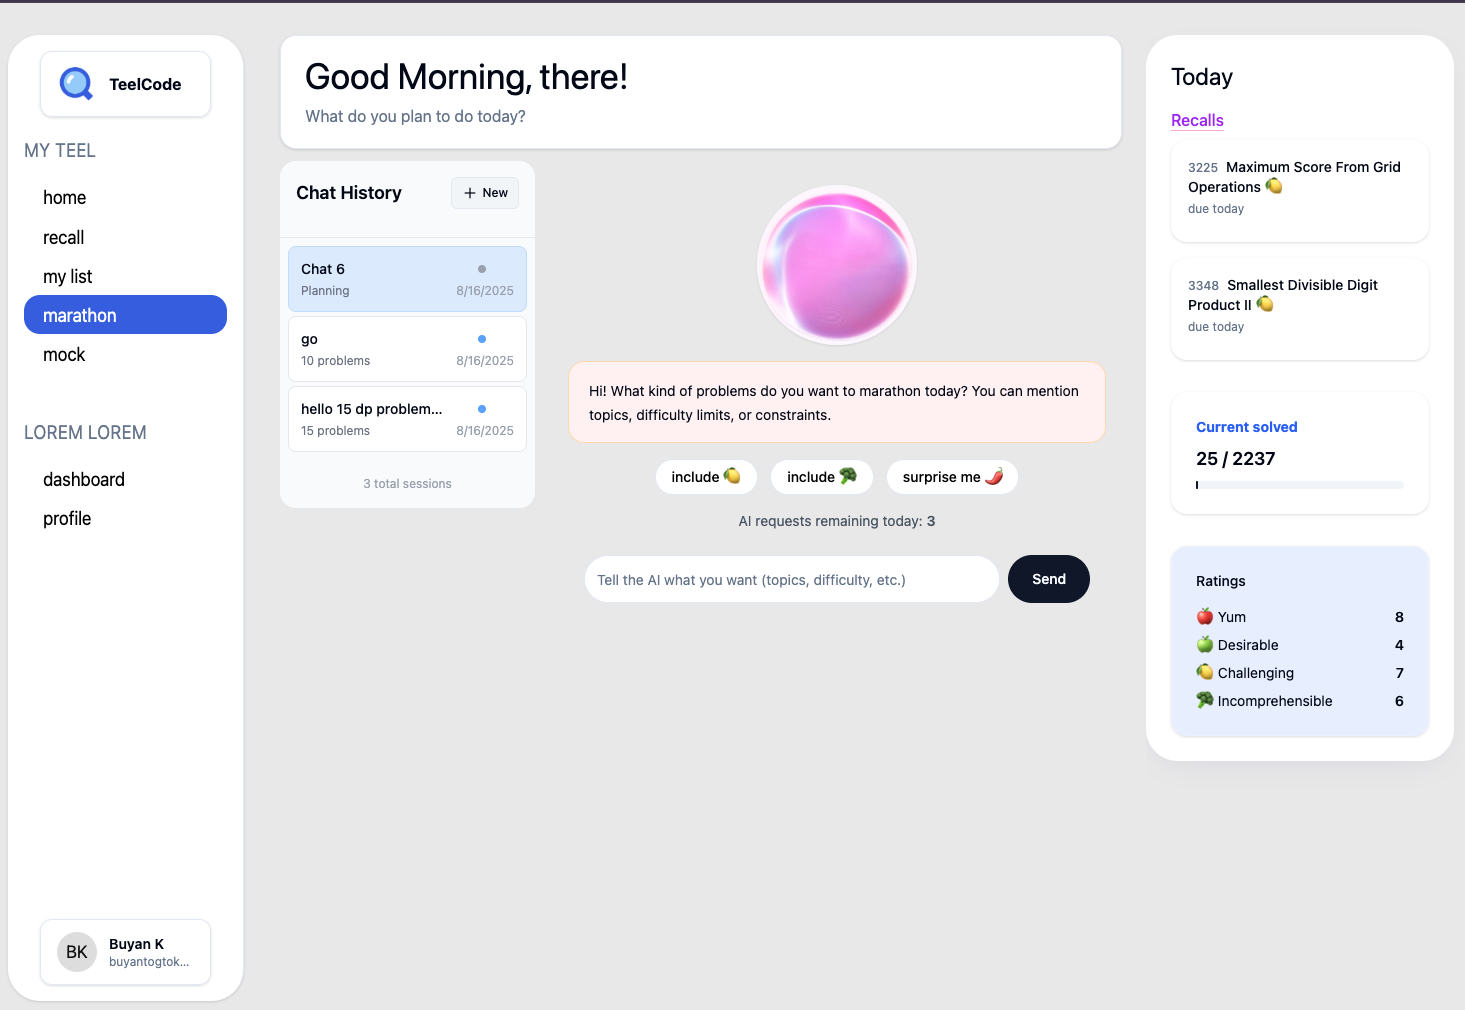 TeelCode
MY TEEL
home
recall
my list
marathon
mock
LOREM LOREM
dashboard
profile
BK
Buyan K
buyantogtok...
Good Morning, there!
What do you plan to do today?
Chat History
+ New
Chat 6
Planning 8/16/2025
go
10 problems 8/16/2025
hello 15 dp problem...
15 problems 8/16/2025
3 total sessions
Hi! What kind of problems do you want to marathon today? You can mention
topics, difficulty limits, or constraints.
include 🍋 include 🥦 surprise me 🌶️
AI requests remaining today: 3
Tell the AI what you want (topics, difficulty, etc.) Send
Today
Recalls
3225 Maximum Score From Grid
Operations 🍋
due today
3348 Smallest Divisible Digit
Product II 🍋
due today
Current solved
25 / 2237
Ratings
🍎 Yum 8
🍏 Desirable 4
🍋 Challenging 7
🥦 Incomprehensible 6